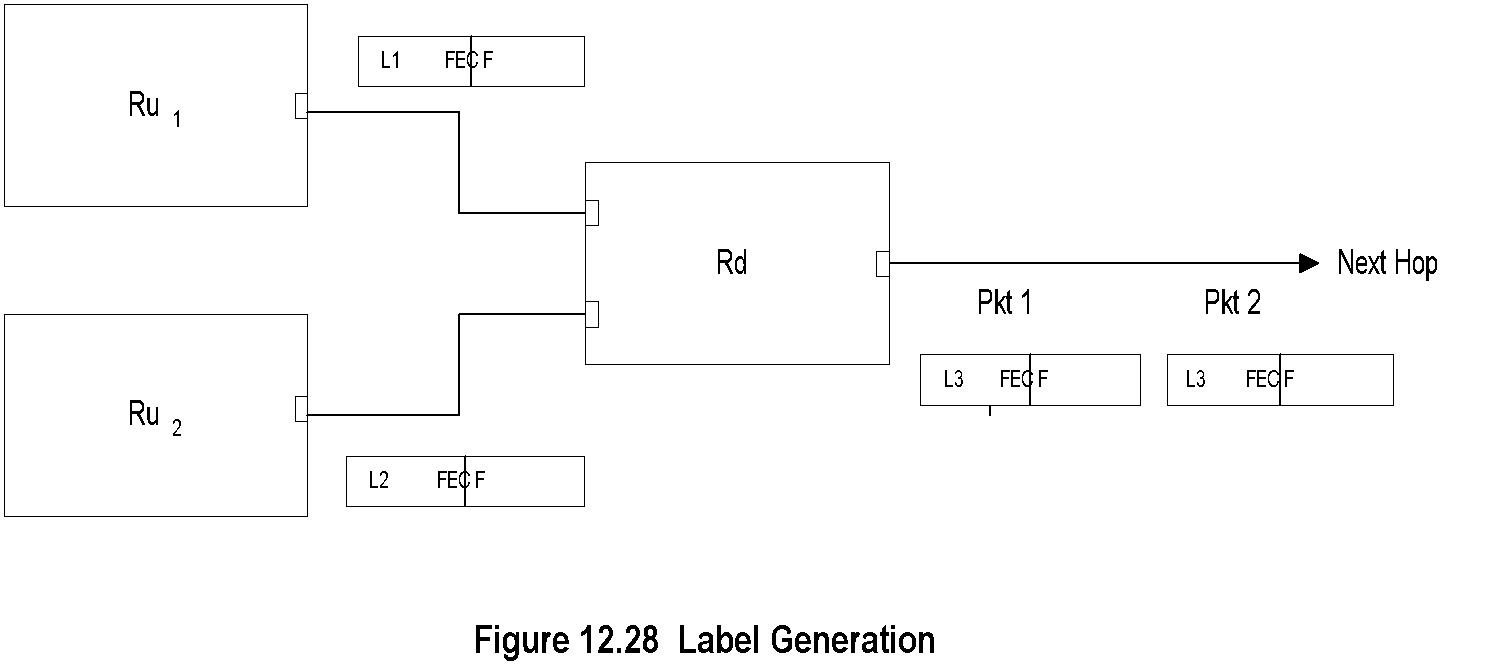 L1 FEC F
Ru 1
Rd
Next Hop
Pkt 1 Pkt 2
L3 FEC F L3 FEC F
Ru 2
L2 FEC F
Figure 12.28 Label Generation